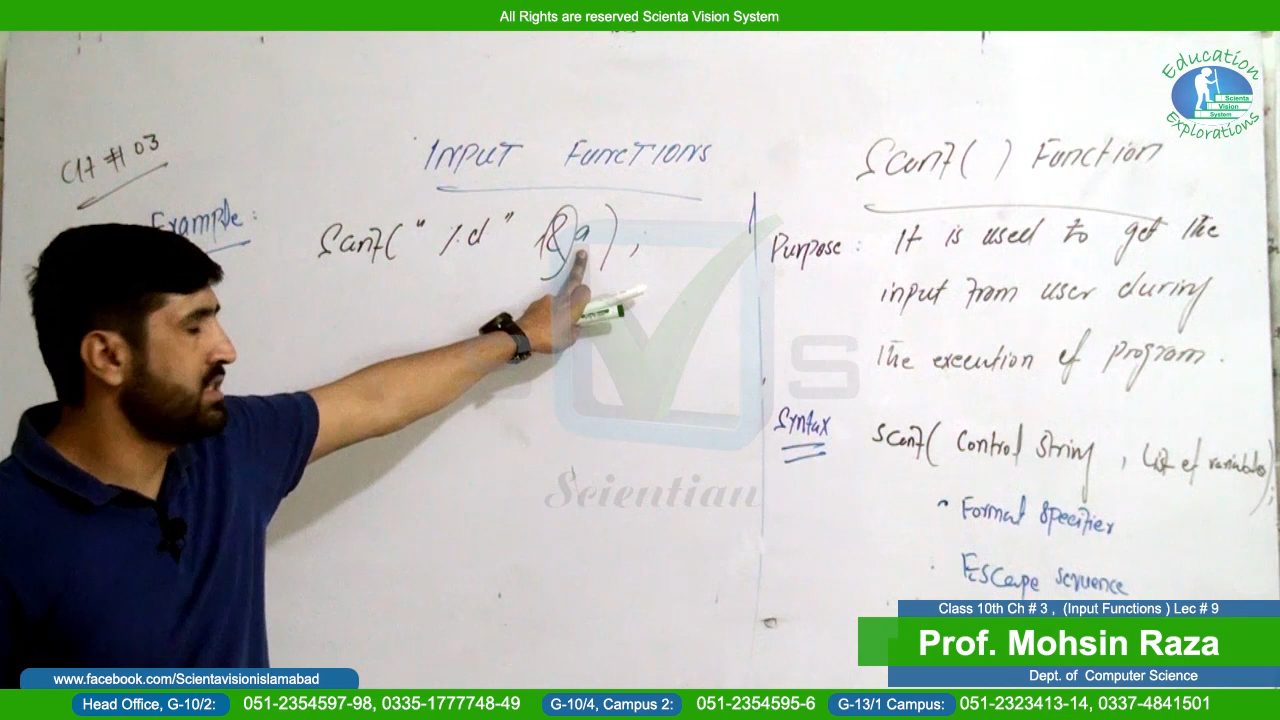 All Rights are reserved Scienta Vision System
Education
Scienta
Vision
System
Explorations
CH # 03
INPUT FUNCTIONS
Scanf( ) Function
Example:
Scanf( " %d " &a) ;
Purpose: It is used to get the
input from user during
the execution of program.
Syntax
Scanf( Control String , List of variables);
Format Specifier
Escape sequence
S
Scientian
Class 10th Ch # 3 , (Input Functions ) Lec # 9
Prof. Mohsin Raza
Dept. of Computer Science
www.facebook.com/Scientavisionislamabad
Head Office, G-10/2: 051-2354597-98, 0335-1777748-49 G-10/4, Campus 2: 051-2354595-6 G-13/1 Campus: 051-2323413-14, 0337-4841501